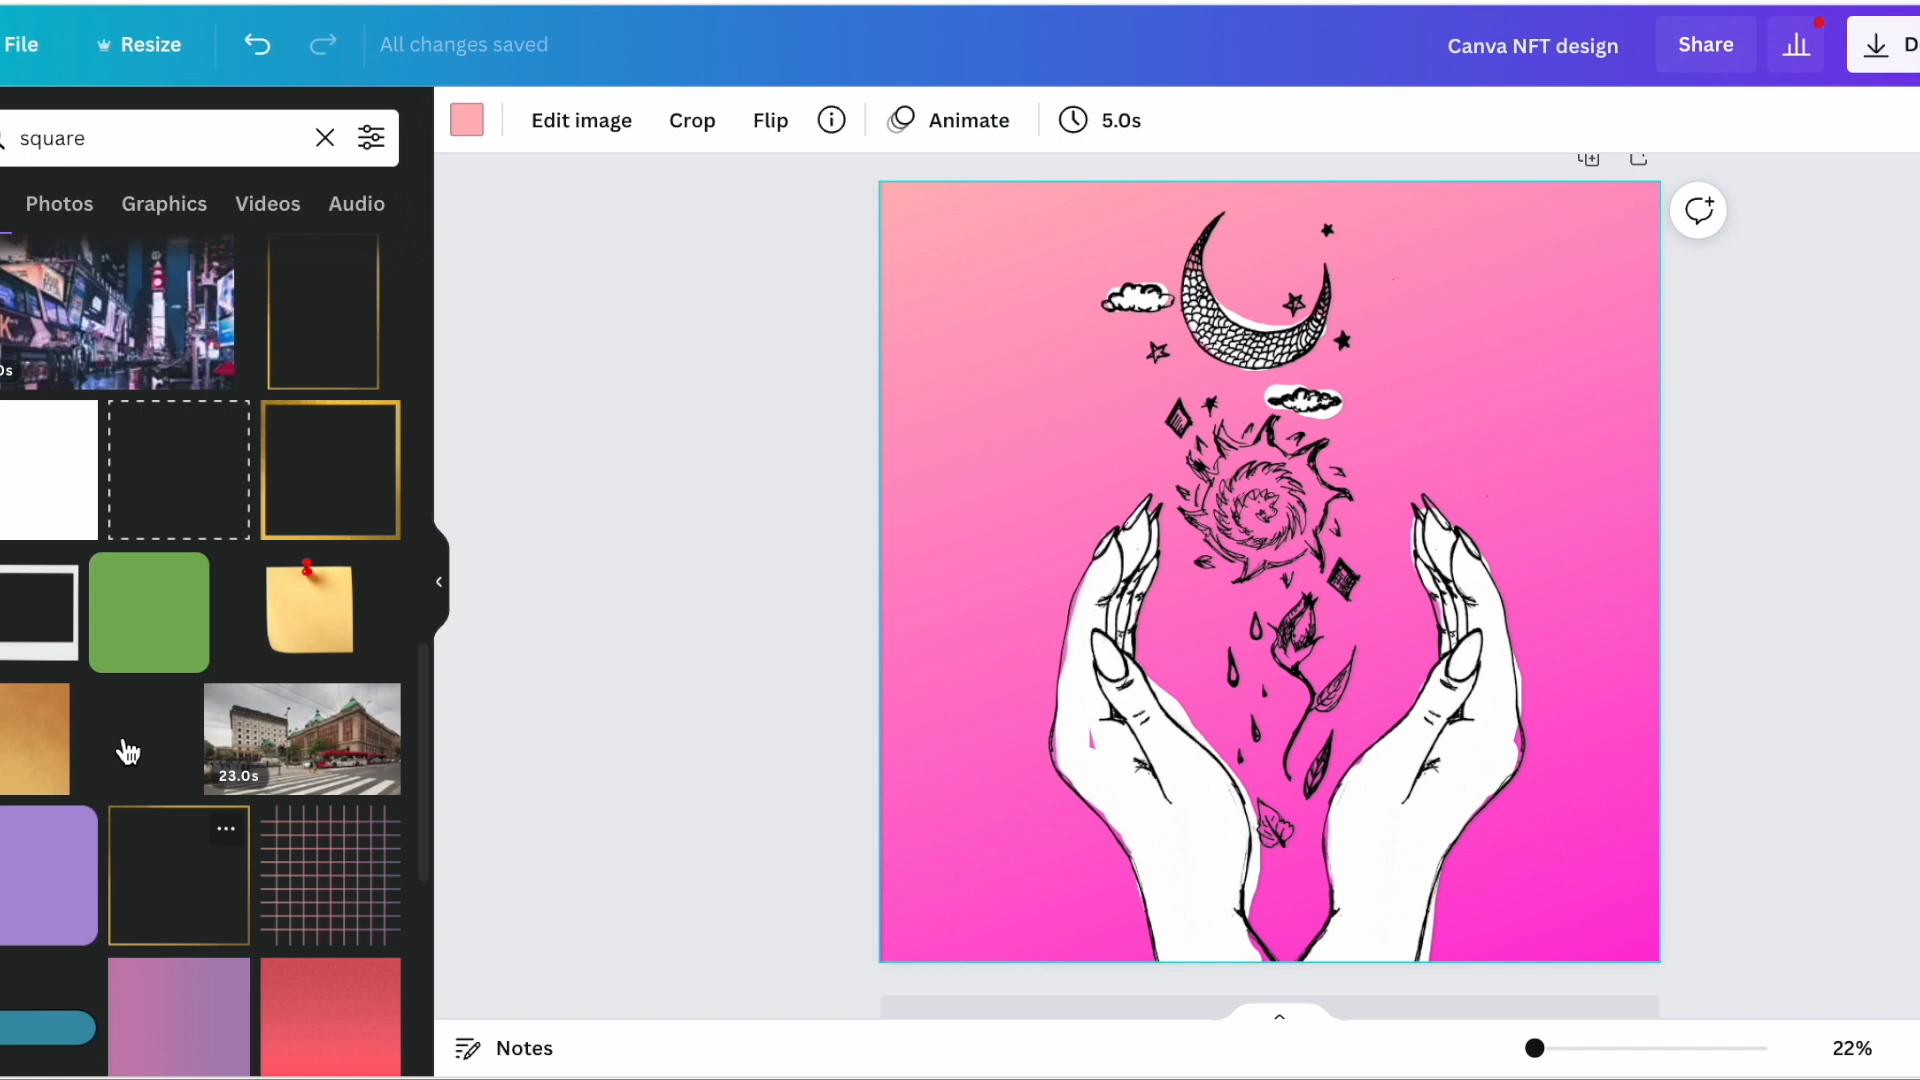 File
Resize
All changes saved
Canva NFT design
Share
square
Photos
Graphics
Videos
Audio
Edit image
Crop
Flip
Animate
5.0s
23.0s
Notes
22%